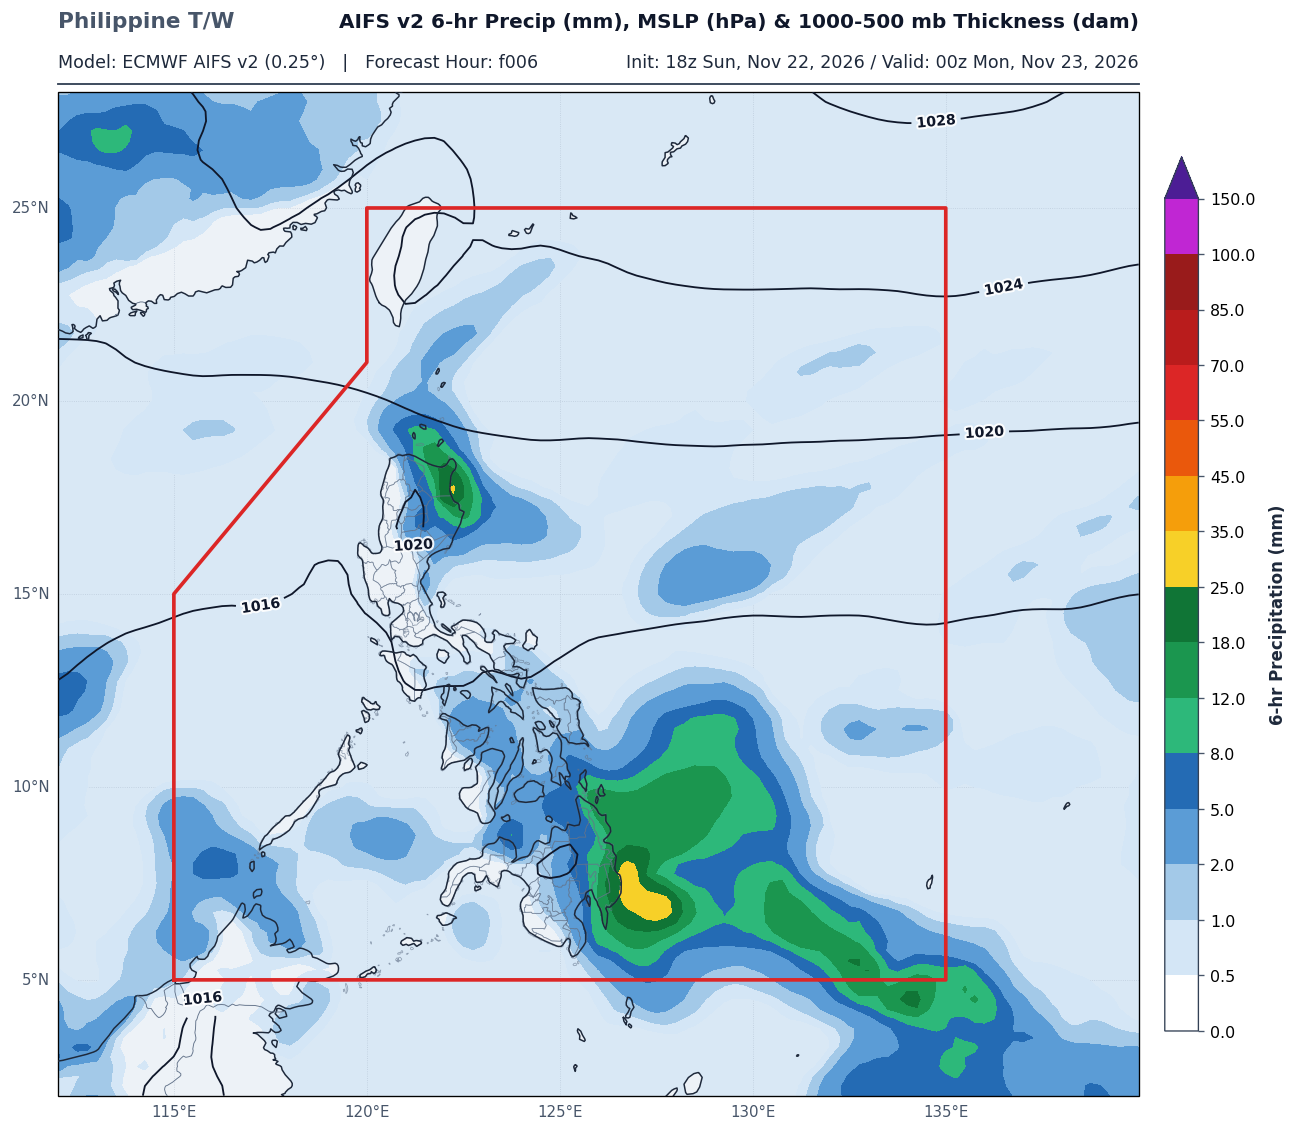 Philippine T/W
AIFS v2 6-hr Precip (mm), MSLP (hPa) & 1000-500 mb Thickness (dam)
Model: ECMWF AIFS v2 (0.25°) | Forecast Hour: f006
Init: 18z Sun, Nov 22, 2026 / Valid: 00z Mon, Nov 23, 2026
1028
1024
1020
1020
1016
1016
25°N
20°N
15°N
10°N
5°N
115°E
120°E
125°E
130°E
135°E
150.0
100.0
85.0
70.0
55.0
45.0
35.0
25.0
18.0
12.0
8.0
5.0
2.0
1.0
0.5
0.0
6-hr Precipitation (mm)